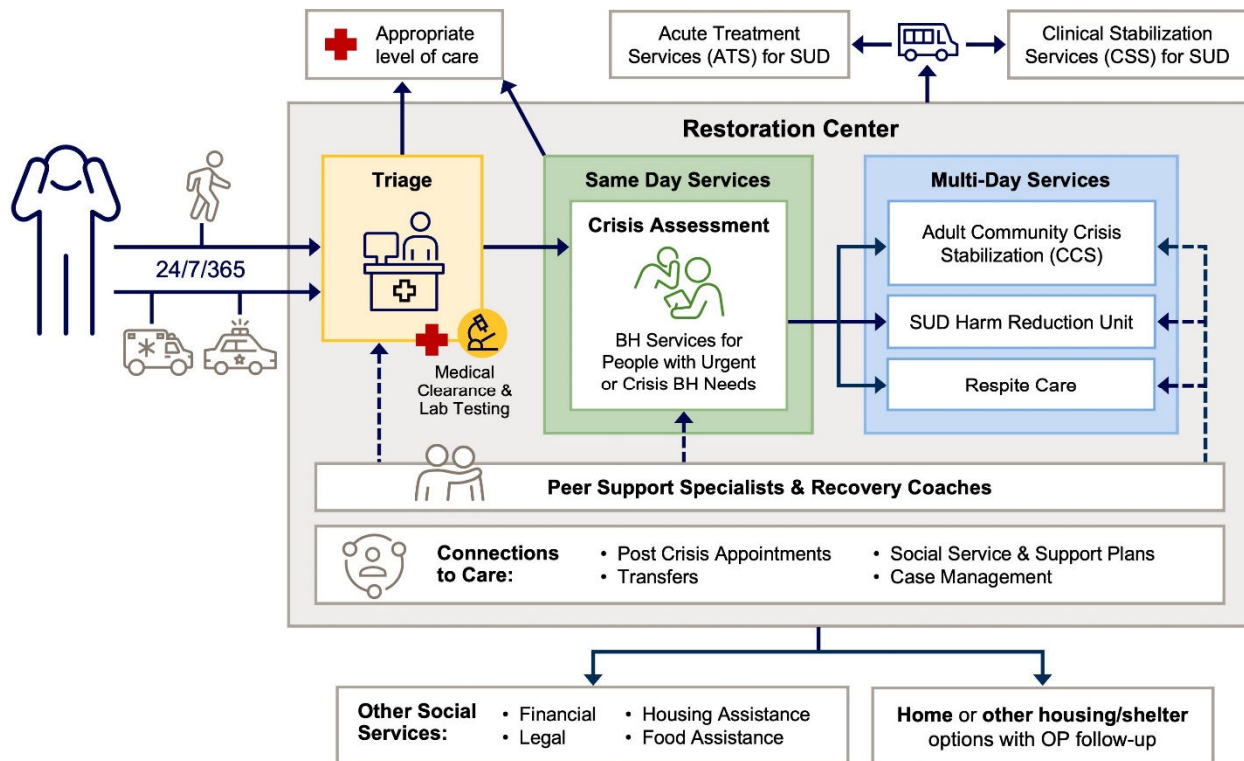 Appropriate
level of care
Acute Treatment
Services (ATS) for SUD
Clinical Stabilization
Services (CSS) for SUD
Restoration Center
24/7/365
Triage
Medical
Clearance &
Lab Testing
Same Day Services
Crisis Assessment
BH Services for
People with Urgent
or Crisis BH Needs
Multi-Day Services
Adult Community Crisis
Stabilization (CCS)
SUD Harm Reduction Unit
Respite Care
Peer Support Specialists & Recovery Coaches
Connections
to Care:
• Post Crisis Appointments
• Transfers
• Social Service & Support Plans
• Case Management
Other Social
Services:
• Financial
• Legal
• Housing Assistance
• Food Assistance
Home or other housing/shelter
options with OP follow-up